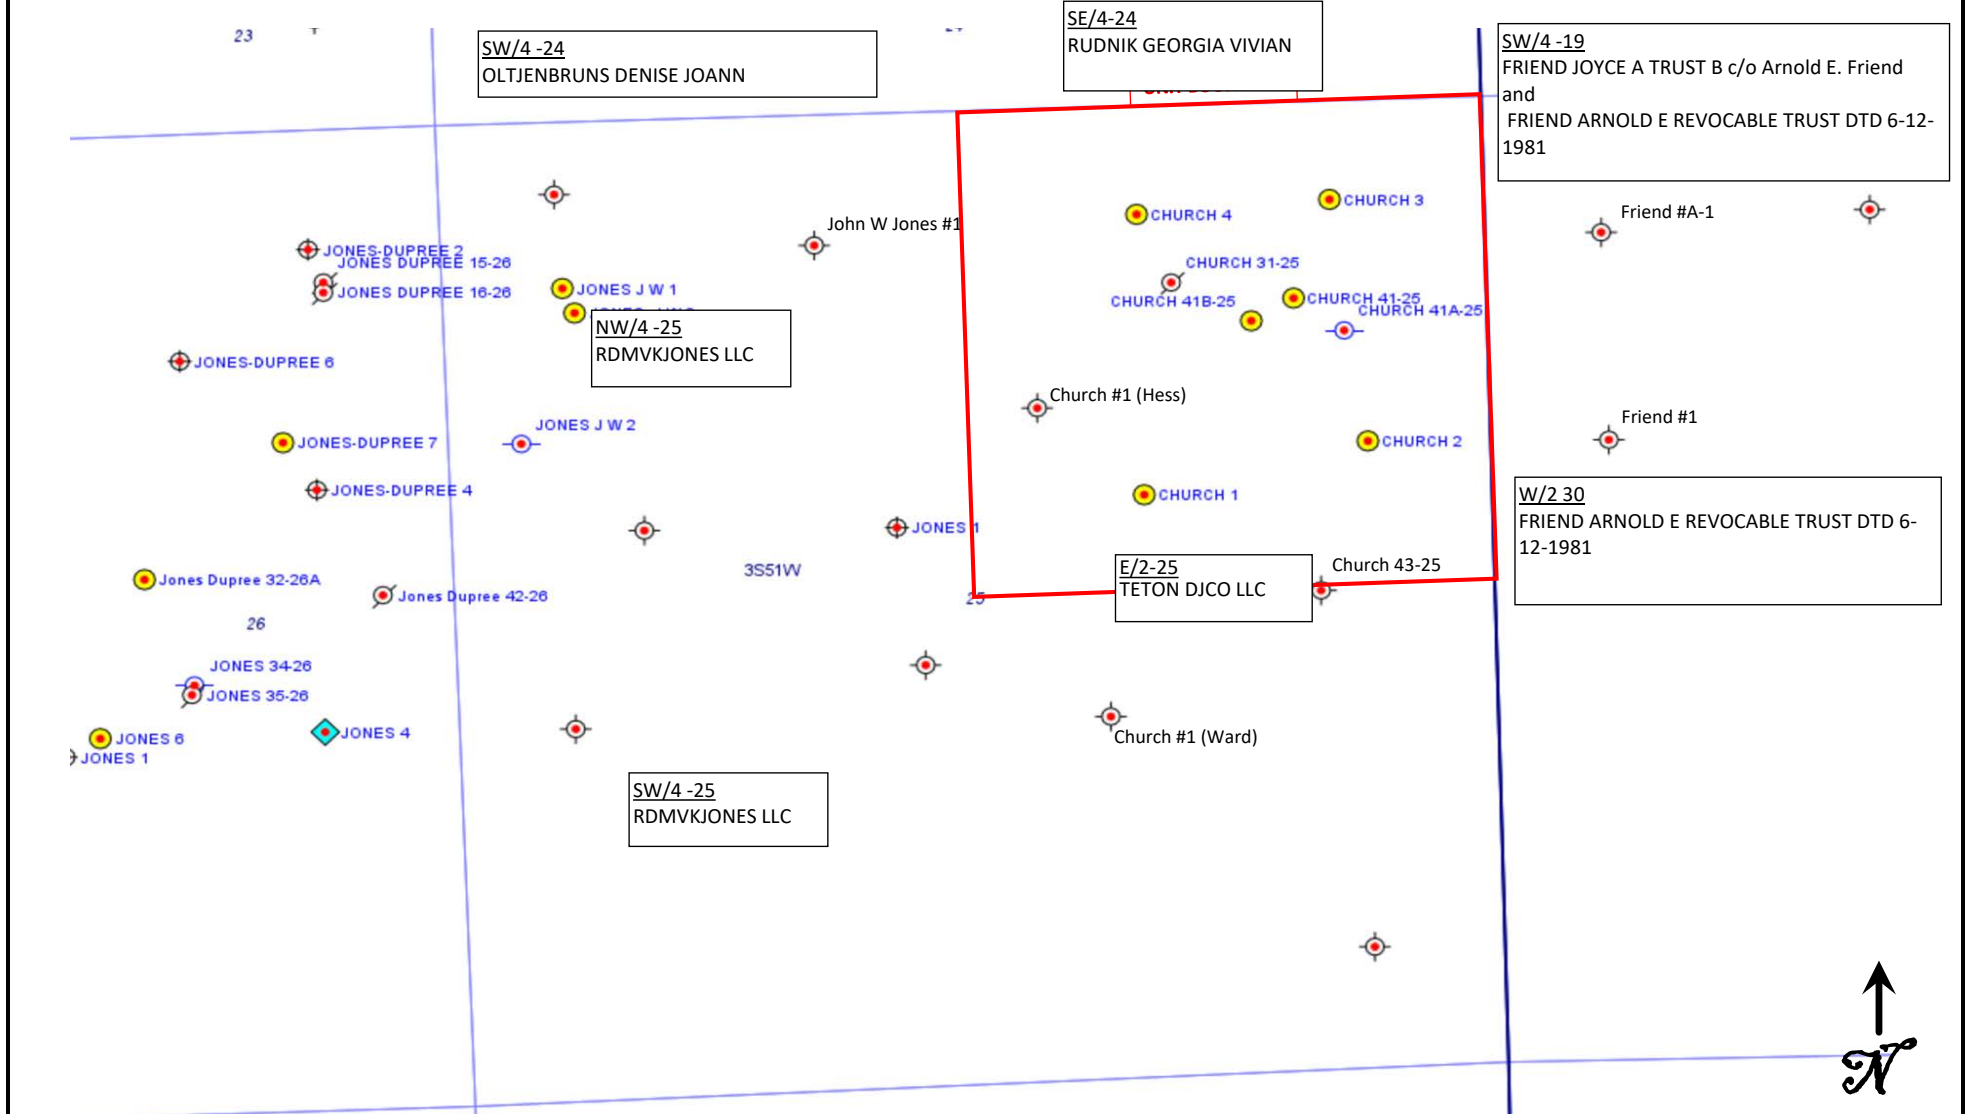 23
SW/4 -24
OLTJENBRUNS DENISE JOANN
SE/4-24
RUDNIK GEORGIA VIVIAN
SW/4 -19
FRIEND JOYCE A TRUST B c/o Arnold E. Friend
and
FRIEND ARNOLD E REVOCABLE TRUST DTD 6-12-
1981
CHURCH 3
CHURCH 4
John W Jones #1
Friend #A-1
JONES-DUPREE 2
JONES DUPREE 15-26
JONES DUPREE 16-26
JONES J W 1
CHURCH 31-25
CHURCH 41B-25
CHURCH 41-25
CHURCH 41A-25
NW/4 -25
RDMVKJONES LLC
JONES-DUPREE 6
Church #1 (Hess)
Friend #1
JONES J W 2
JONES-DUPREE 7
CHURCH 2
JONES-DUPREE 4
CHURCH 1
W/2 30
FRIEND ARNOLD E REVOCABLE TRUST DTD 6-
12-1981
JONES 1
3S51W
E/2-25
TETON DJCO LLC
Church 43-25
Jones Dupree 32-26A
Jones Dupree 42-26
25
26
JONES 34-26
JONES 35-26
JONES 4
JONES 6
JONES 1
Church #1 (Ward)
SW/4 -25
RDMVKJONES LLC
N